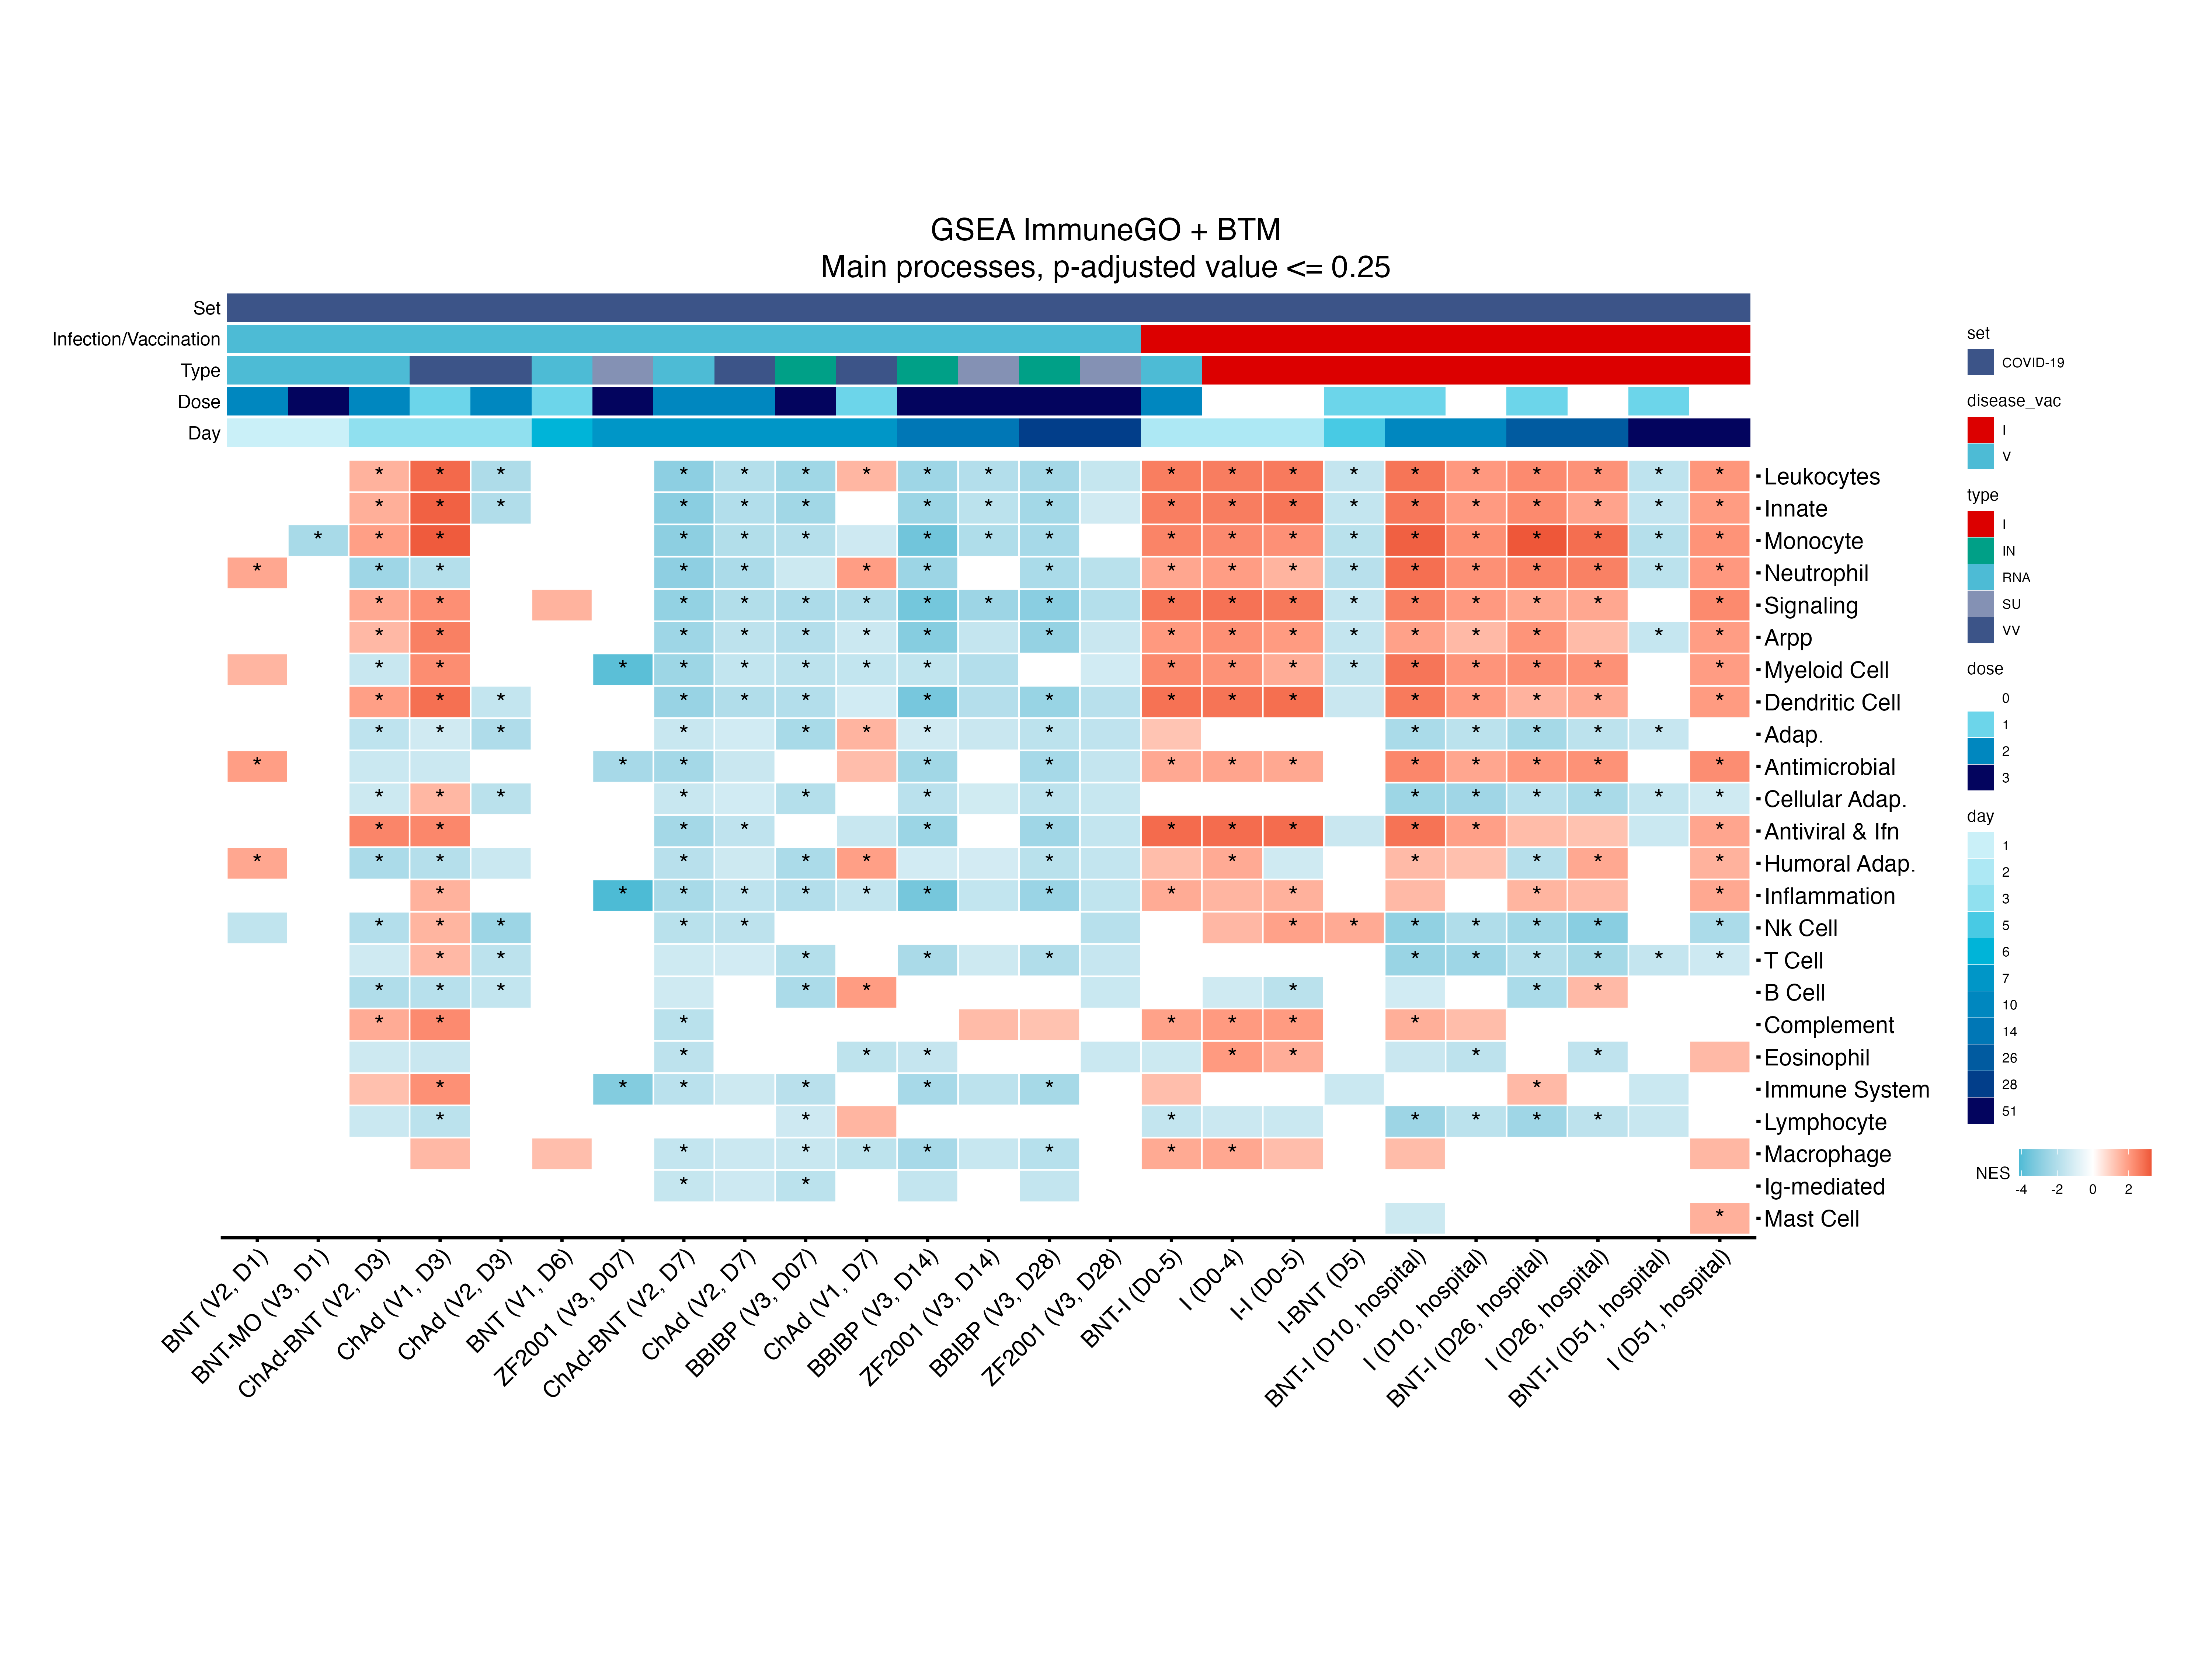 GSEA ImmuneGO + BTM
Main processes, p-adjusted value <= 0.25
Set
Infection/Vaccination
Type
Dose
Day
Leukocytes
Innate
Monocyte
Neutrophil
Signaling
Arpp
Myeloid Cell
Dendritic Cell
Adap.
Antimicrobial
Cellular Adap.
Antiviral & Ifn
Humoral Adap.
Inflammation
Nk Cell
T Cell
B Cell
Complement
Eosinophil
Immune System
Lymphocyte
Macrophage
Ig-mediated
Mast Cell
BNT (V2, D1)
BNT-MO (V3, D1)
ChAd-BNT (V2, D3)
ChAd (V1, D3)
ChAd (V2, D3)
BNT (V1, D6)
ZF2001 (V3, D07)
ChAd-BNT (V2, D7)
ChAd (V2, D7)
BBIBP (V3, D07)
ChAd (V1, D7)
BBIBP (V3, D14)
ZF2001 (V3, D14)
BBIBP (V3, D28)
ZF2001 (V3, D28)
BNT-I (D0-5)
I (D0-4)
I-I (D0-5)
I-BNT (D5)
BNT-I (D10, hospital)
I (D10, hospital)
BNT-I (D26, hospital)
I (D26, hospital)
BNT-I (D51, hospital)
I (D51, hospital)
set
COVID-19
disease_vac
I
V
type
I
IN
RNA
SU
VV
dose
0
1
2
3
day
1
2
3
5
6
7
10
14
26
28
51
NES
-4 -2 0 2